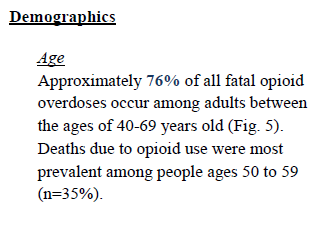 Demographics
Age
Approximately 76% of all fatal opioid
overdoses occur among adults between
the ages of 40-69 years old (Fig. 5).
Deaths due to opioid use were most
prevalent among people ages 50 to 59
(n=35%).